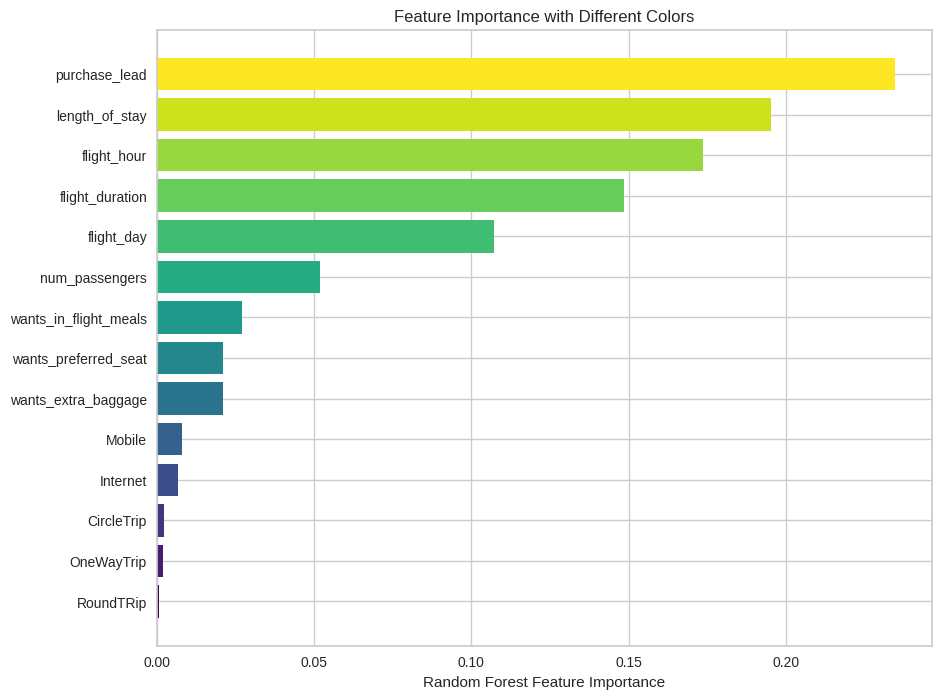 Feature Importance with Different Colors
purchase_lead
length_of_stay
flight_hour
flight_duration
flight_day
num_passengers
wants_in_flight_meals
wants_preferred_seat
wants_extra_baggage
Mobile
Internet
CircleTrip
OneWayTrip
RoundTRip
0.00 0.05 0.10 0.15 0.20
Random Forest Feature Importance